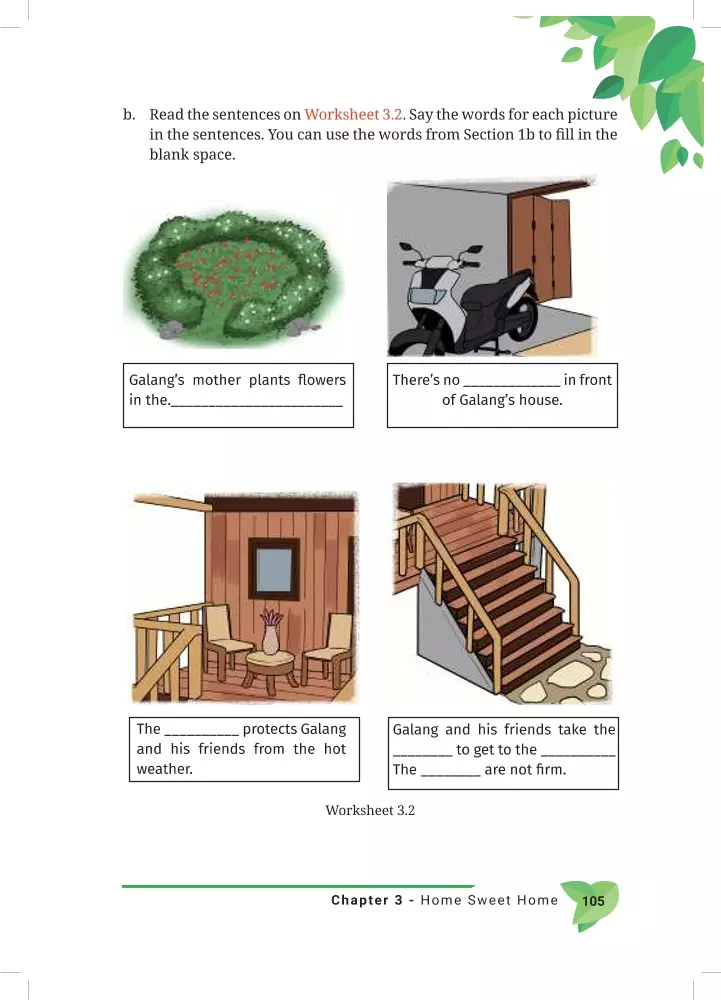 b. Read the sentences on Worksheet 3.2. Say the words for each picture
in the sentences. You can use the words from Section 1b to fill in the
blank space.
Galang's mother plants flowers
in the._______________________
There's no _____________ in front
of Galang's house.
The __________ protects Galang
and his friends from the hot
weather.
Galang and his friends take the
________ to get to the __________
The ________ are not firm.
Worksheet 3.2
Chapter 3 - Home Sweet Home 105